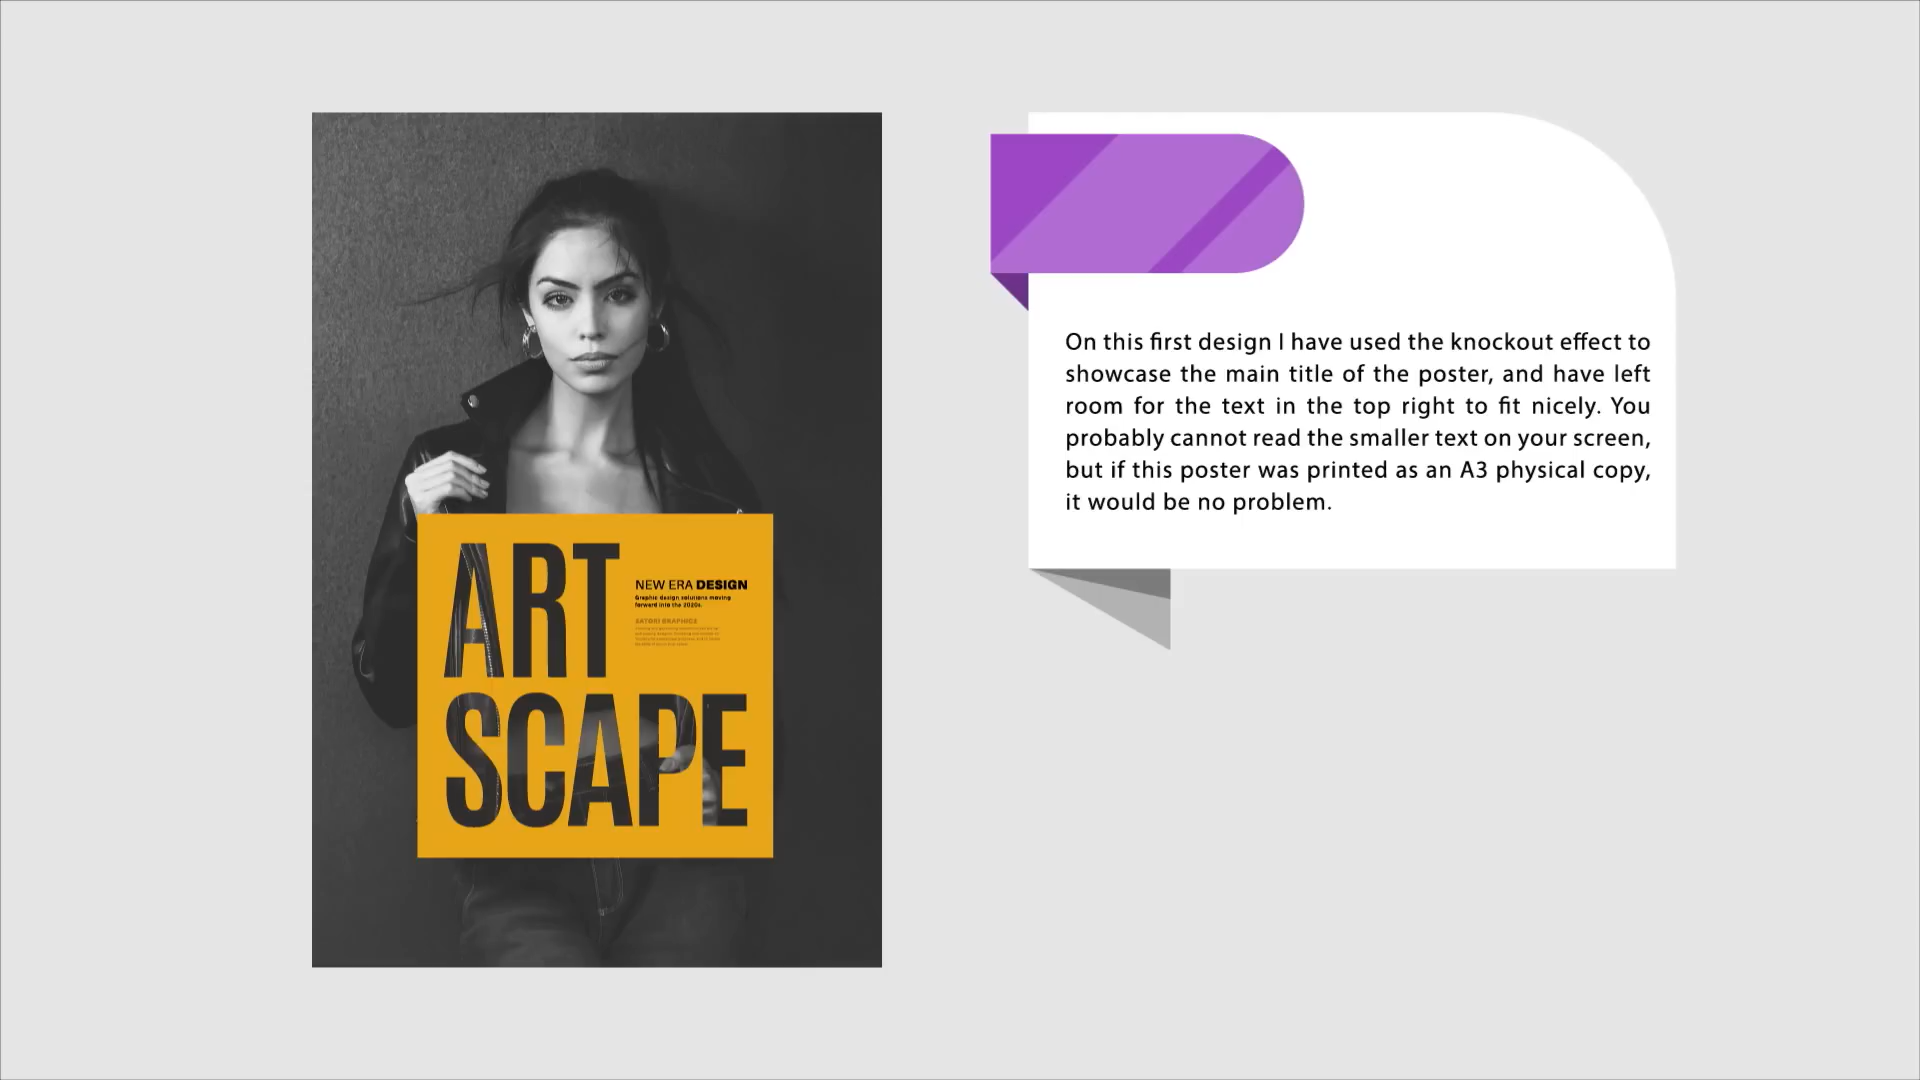 On this first design I have used the knockout effect to
showcase the main title of the poster, and have left
room for the text in the top right to fit nicely. You
probably cannot read the smaller text on your screen,
but if this poster was printed as an A3 physical copy,
it would be no problem.
ART
NEW ERA DESIGN
Graphic design solutions moving
forward into the 2020s.
SATORI GRAPHICS
SCAPE